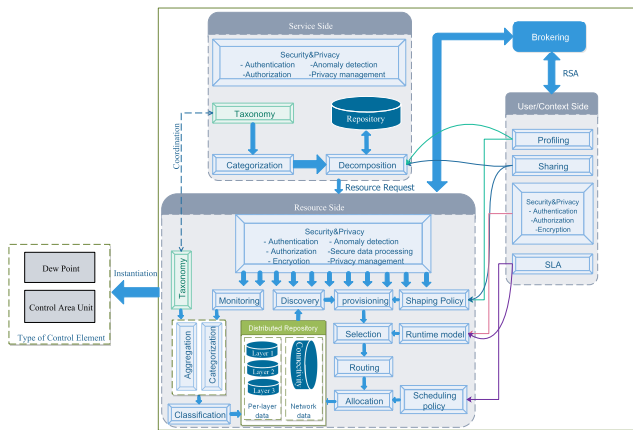 Service Side
Security&Privacy
- Authentication - Anomaly detection
-Authorization -Privacy management
Taxonomy
Repository
Categorization
Decomposition
Coordination
Resource Request
Brokering
RSA
User/Context Side
Profiling
Sharing
Security&Privacy
- Authentication
-Authorization
-Encryption
SLA
Resource Side
Security&Privacy
- Authentication - Anomaly detection
- Authorization -Secure data processing
- Encryption -Privacy management
Taxonomy
Monitoring
Discovery
provisioning
Shaping Policy
Distributed Repository
Selection
Runtime model
Aggregation
Categorization
Layer 1
Layer 2
Layer 3
Connectivity
Routing
Per-layer
data
Network
data
Allocation
Scheduling
policy
Classification
Instantiation
Dew Point
Control Area Unit
Type of Control Element